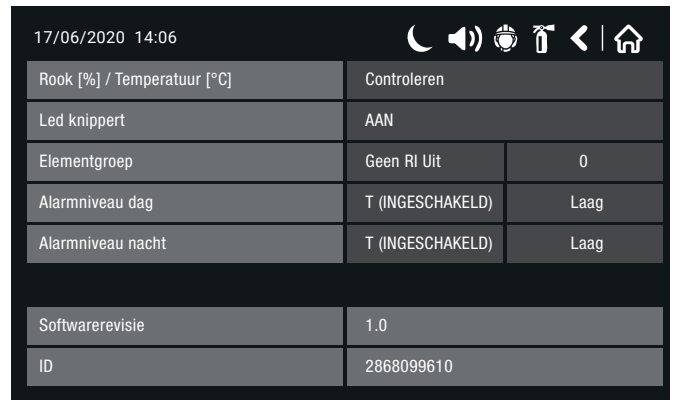 17/06/2020 14:06
Rook [%] / Temperatuur [°C] Controleren
Led knippert AAN
Elementgroep Geen RI Uit 0
Alarmniveau dag T (INGESCHAKELD) Laag
Alarmniveau nacht T (INGESCHAKELD) Laag
Softwarerevisie 1.0
ID 2868099610